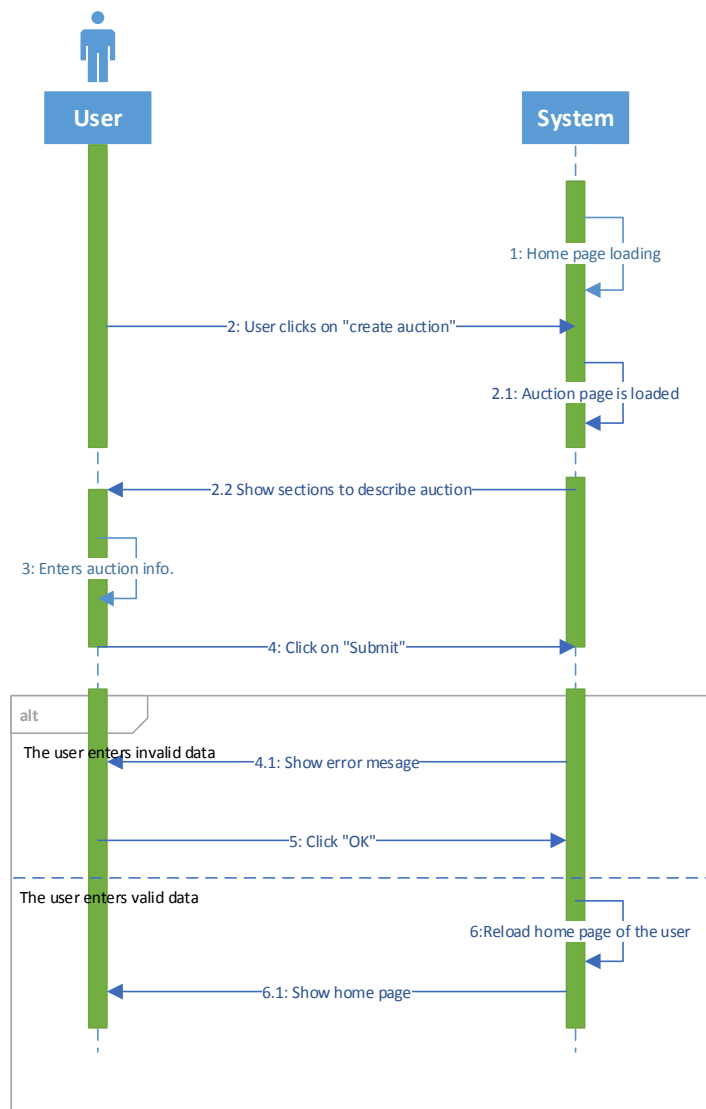 User
System
1: Home page loading
2: User clicks on "create auction"
2.1: Auction page is loaded
2.2 Show sections to describe auction
3: Enters auction info.
4: Click on "Submit"
alt
The user enters invalid data
4.1: Show error mesage
5: Click "OK"
The user enters valid data
6:Reload home page of the user
6.1: Show home page